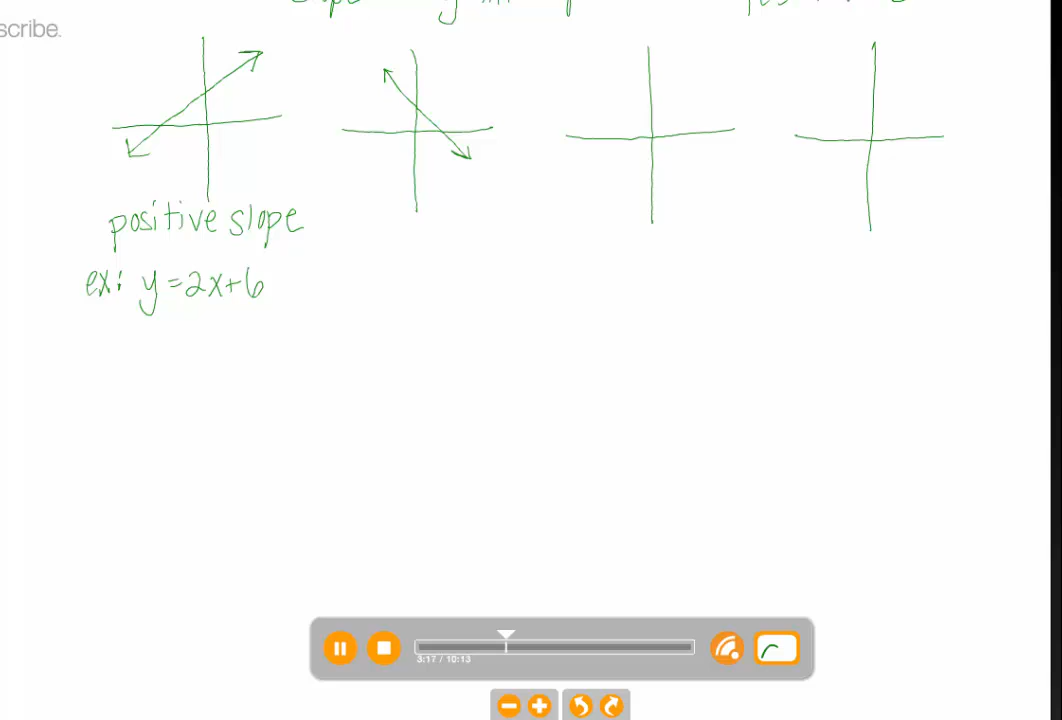 scribe.
positive slope
ex: y=2x+6
3:17 / 10:13